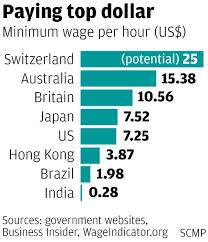 Paying top dollar
Minimum wage per hour (US$)
Switzerland (potential) 25
Australia 15.38
Britain 10.56
Japan 7.52
US 7.25
Hong Kong 3.87
Brazil 1.98
India 0.28
Sources: government websites,
Business Insider, WageIndicator.org SCMP